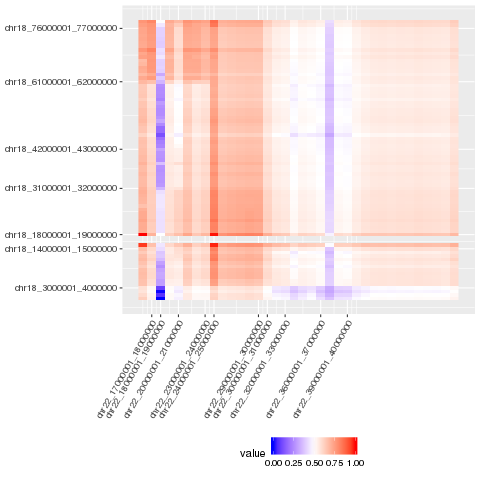 chr18_76000001_77000000
chr18_61000001_62000000
chr18_42000001_43000000
chr18_31000001_32000000
chr18_18000001_19000000
chr18_14000001_15000000
chr18_3000001_4000000
chr22_17000001_18000000
chr22_18000001_19000000
chr22_20000001_21000000
chr22_23000001_24000000
chr22_24000001_25000000
chr22_29000001_30000000
chr22_30000001_31000000
chr22_32000001_33000000
chr22_36000001_37000000
chr22_39000001_40000000
value
0.00 0.25 0.50 0.75 1.00